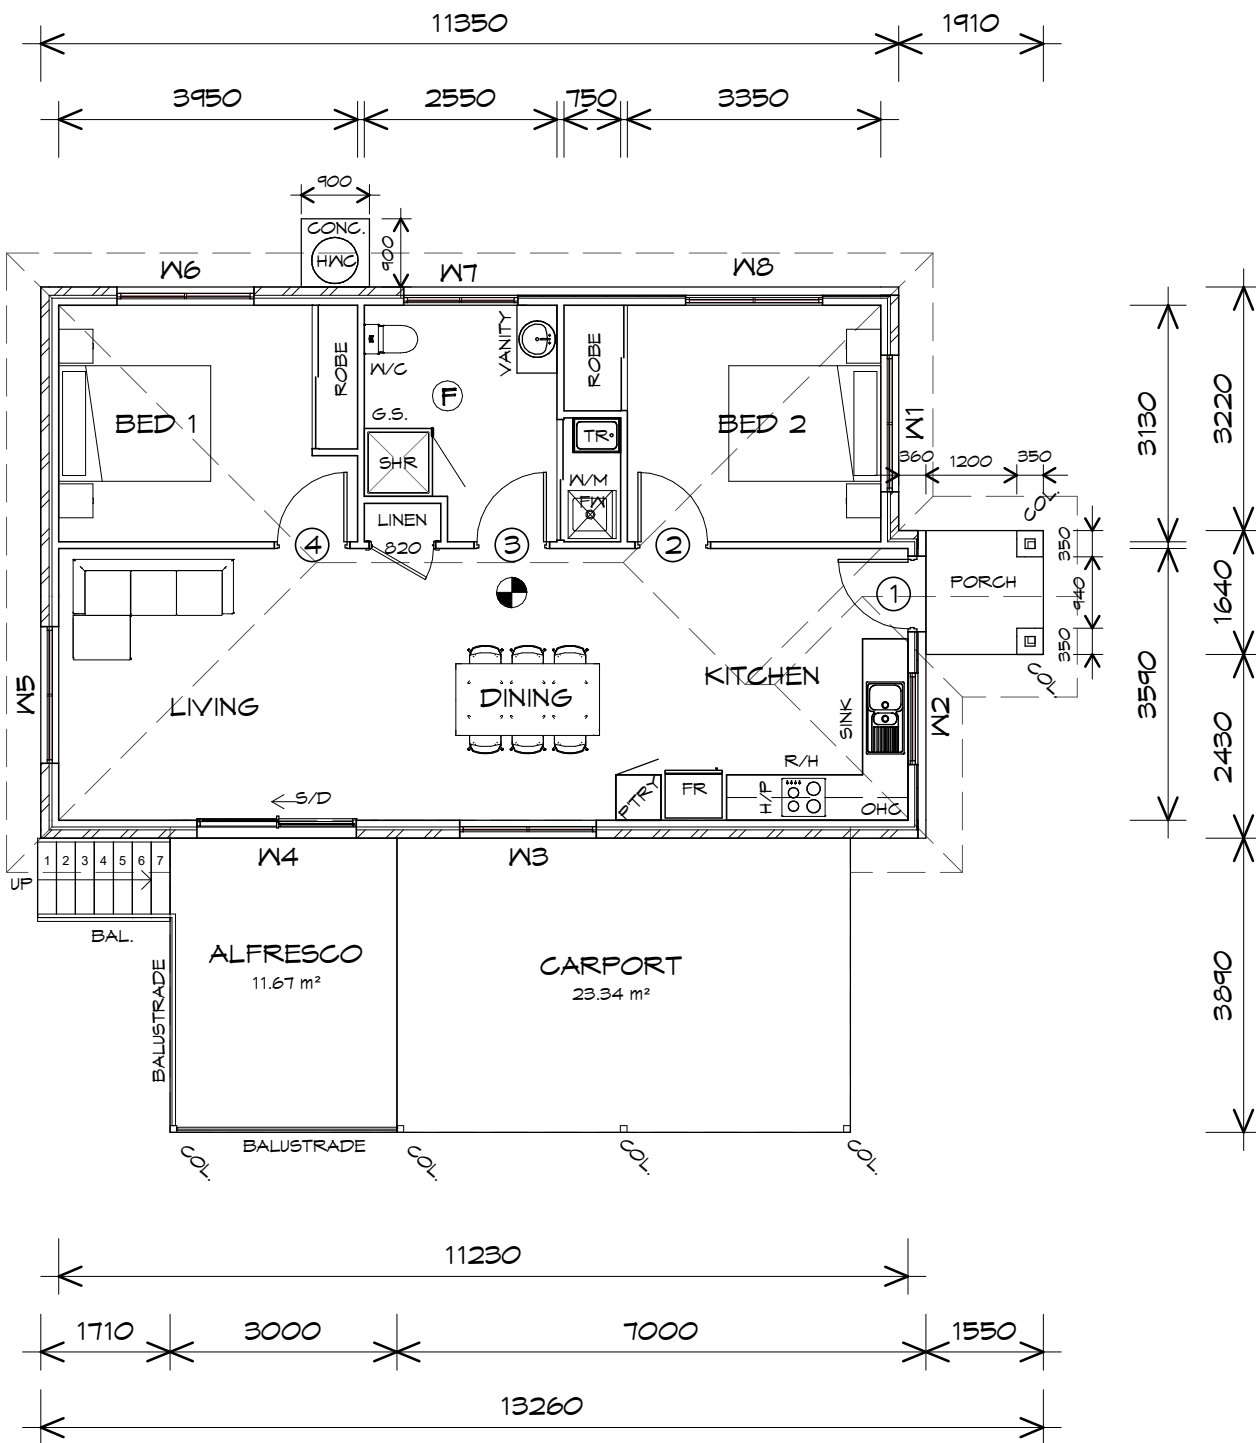 11350 1910
3950 2550 750 3350
900
CONC.
HWC
900
W6 W7 W8
ROBE
W/C
VANITY
ROBE
F
G.S.
BED 1
BED 2
TR
SHR
W/M
FW
W1
360 1200 350
COL.
3130
3220
LINEN
820
4 3 2 1
PORCH
350
940
350
COL.
1640
3590
2430
W5
LIVING
DINING
KITCHEN
SINK
W2
R/H
H/P
PTRY
FR
OHC
S/D
W4 W3
1 2 3 4 5 6 7
UP
BAL.
BALUSTRADE
ALFRESCO
11.67 m²
CARPORT
23.34 m²
3890
BALUSTRADE
COL. COL. COL. COL.
11230
1710 3000 7000 1550
13260